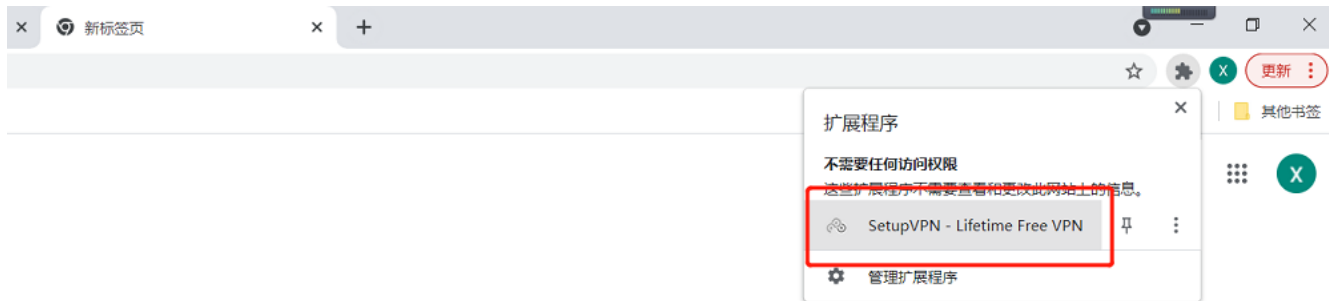 新标签页
X
更新
其他书签
扩展程序
不需要任何访问权限
这些扩展程序不需要查看和更改此网站上的信息。
X
SetupVPN - Lifetime Free VPN
管理扩展程序